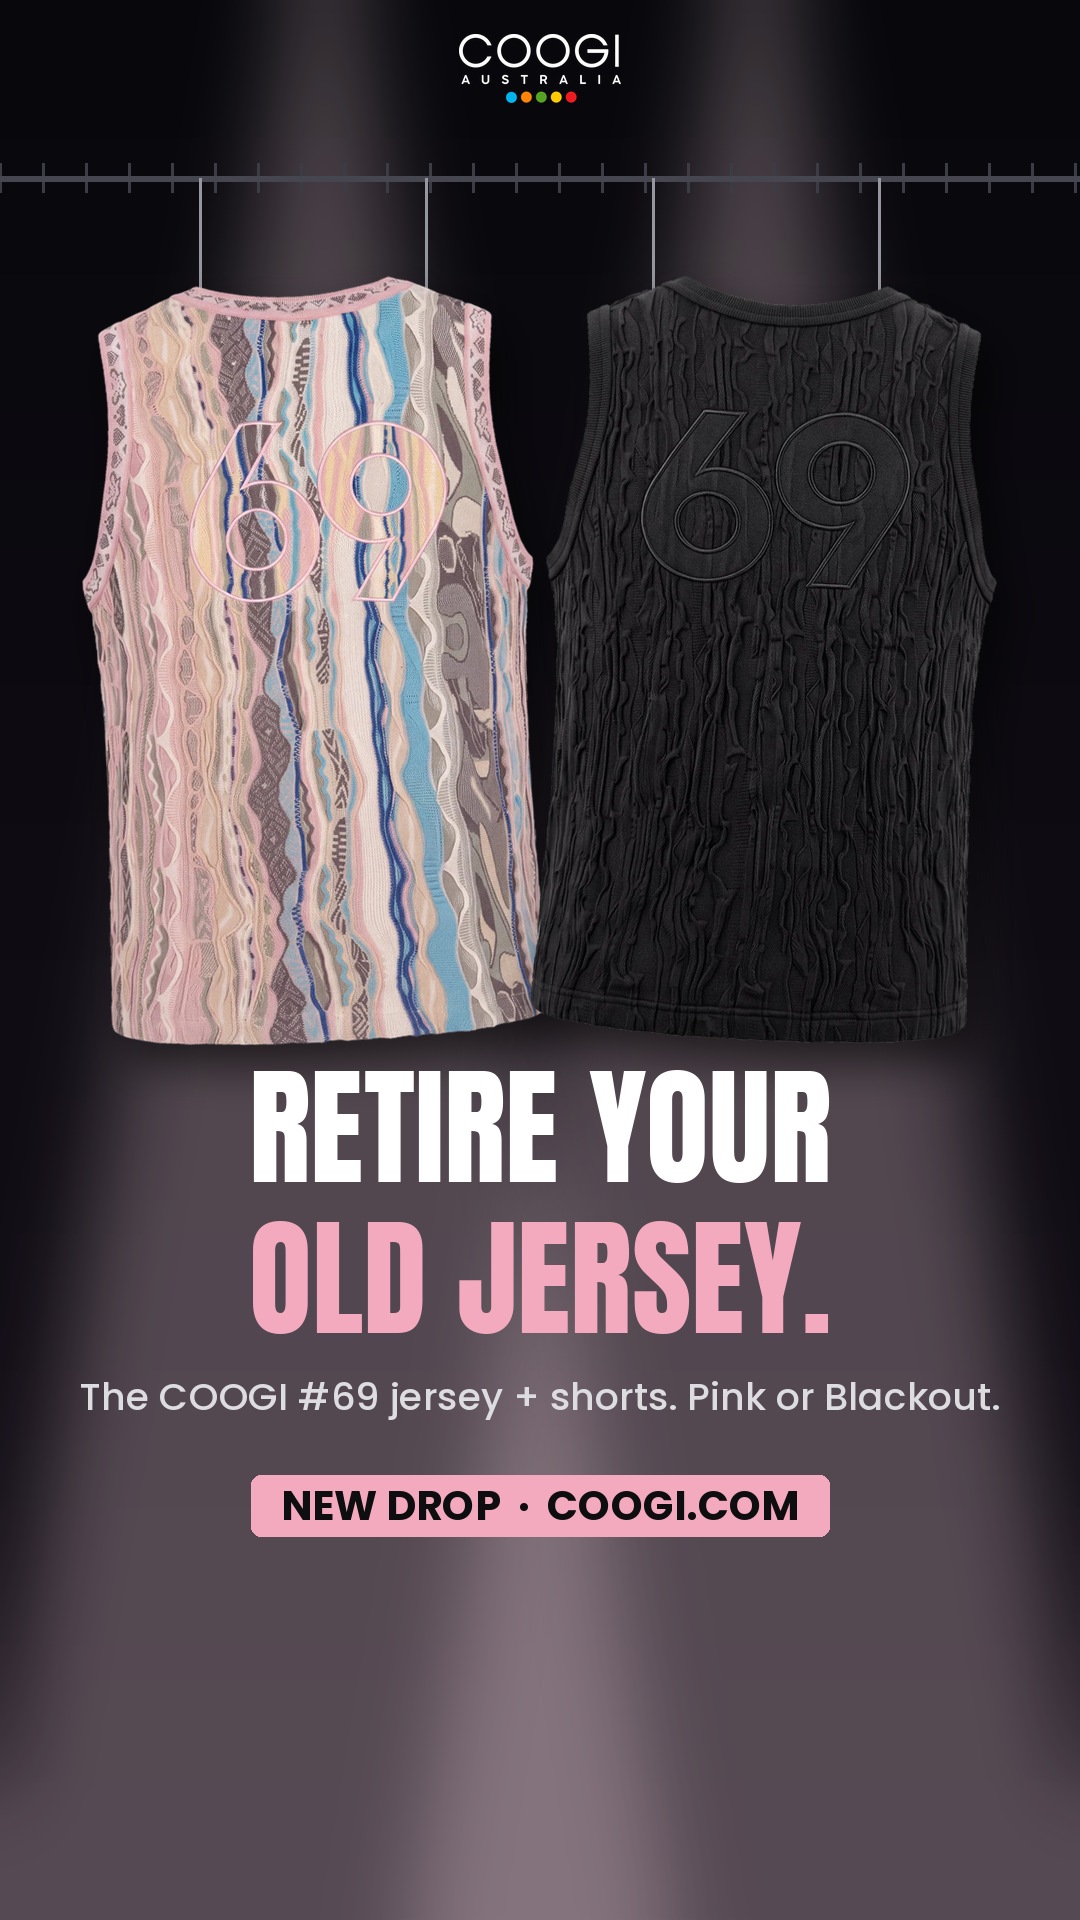 COOGI
AUSTRALIA
69
69
RETIRE YOUR
OLD JERSEY.
The COOGI #69 jersey + shorts. Pink or Blackout.
NEW DROP · COOGI.COM